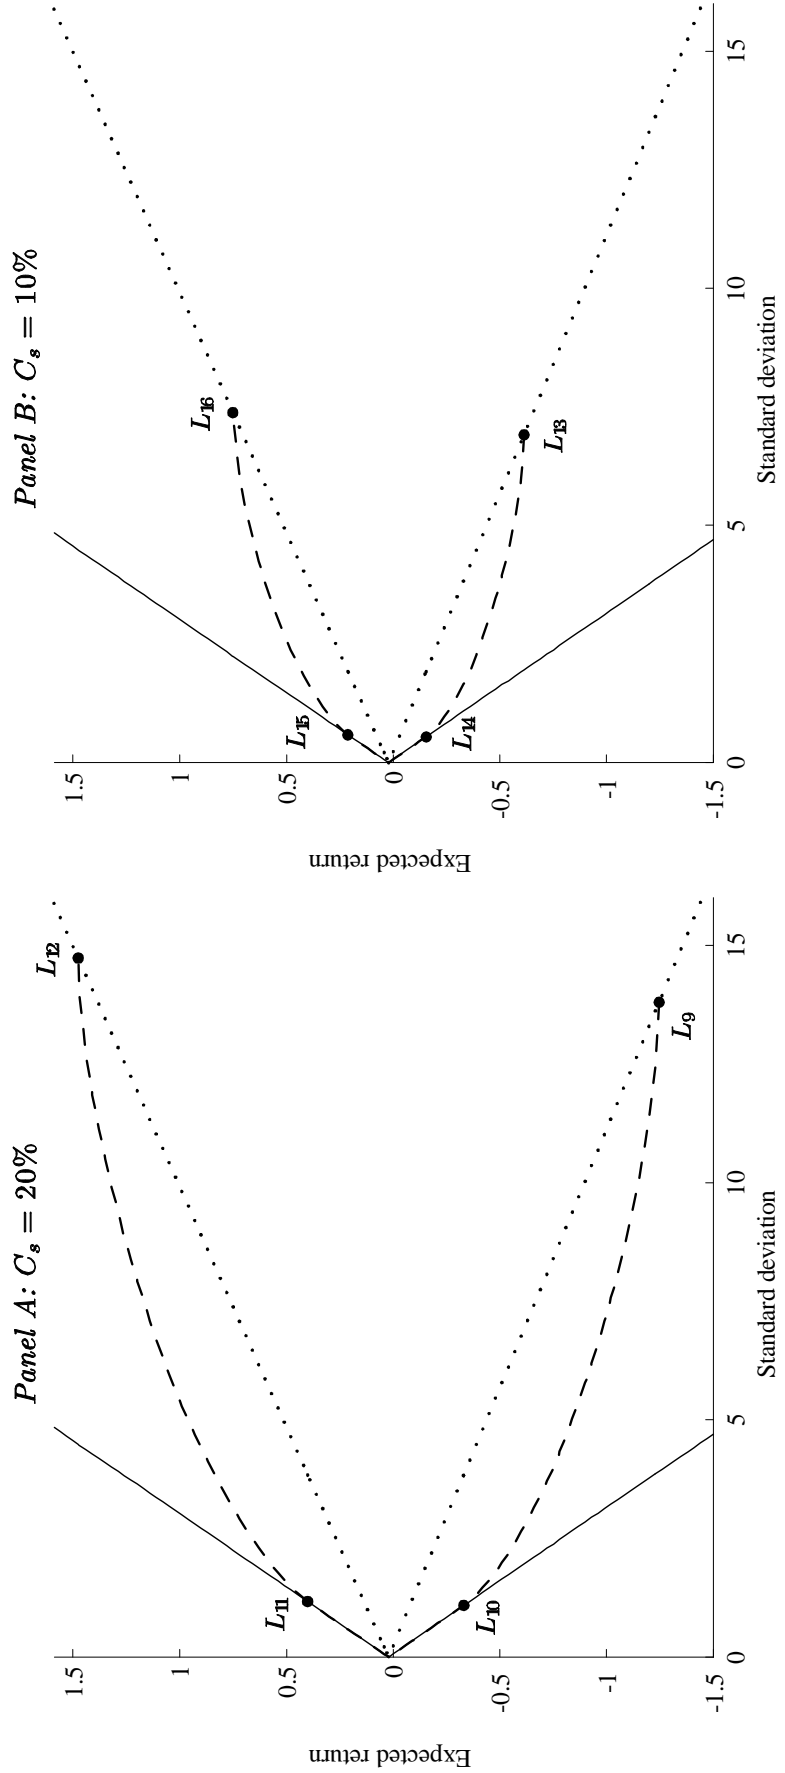 Panel A: C_s = 20%
Expected return
1.5
1
0.5
0
-0.5
-1
-1.5
0
5
10
15
Standard deviation
L_12
L_11
L_10
L_9
Panel B: C_s = 10%
Expected return
1.5
1
0.5
0
-0.5
-1
-1.5
0
5
10
15
Standard deviation
L_16
L_15
L_14
L_13